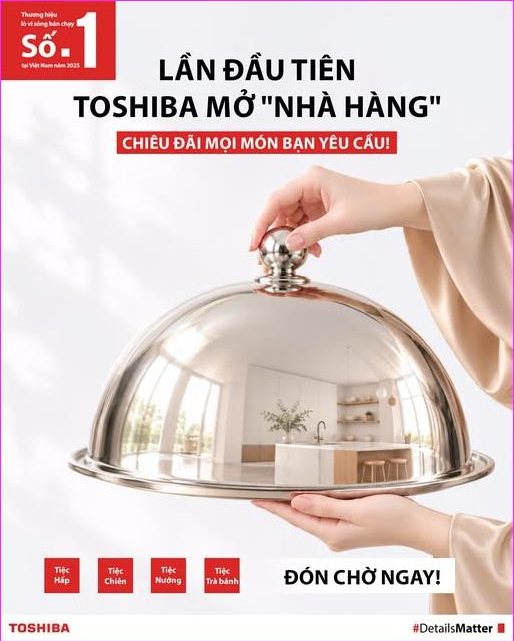 Thương hiệu
lò vi sóng bán chạy
Số.1
tại Việt Nam năm 2025
LẦN ĐẦU TIÊN
TOSHIBA MỞ "NHÀ HÀNG"
CHIÊU ĐÃI MỌI MÓN BẠN YÊU CẦU!
Tiệc
Hấp
Tiệc
Chiên
Tiệc
Nướng
Tiệc
Trà bánh
ĐÓN CHỜ NGAY!
TOSHIBA
#DetailsMatter